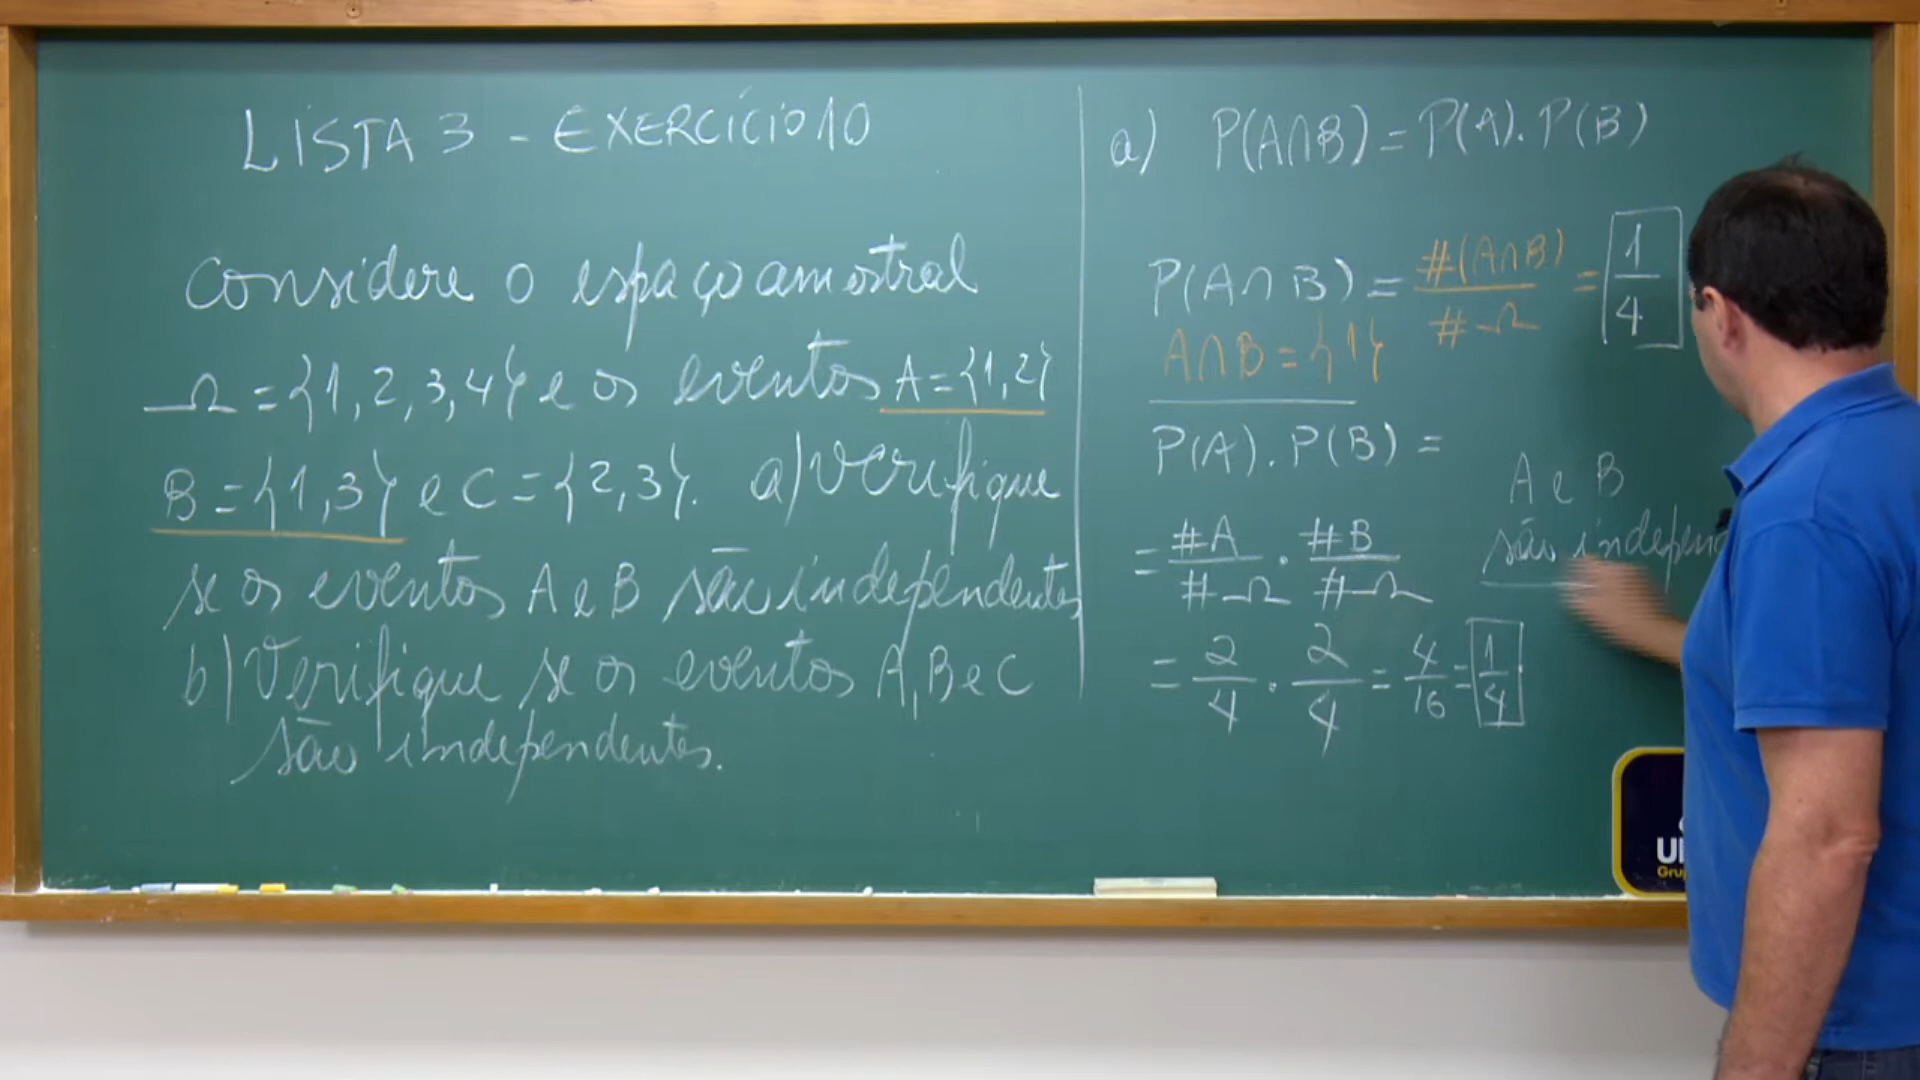 LISTA 3 - EXERCÍCIO 10
Considere o espaço amostral
Ω = {1, 2, 3, 4} e os eventos A = {1, 2}
B = {1, 3} e C = {2, 3}. a) Verifique
se os eventos A e B são independentes
b) Verifique se os eventos A, B e C
são independentes.
a) P(A∩B) = P(A). P(B)
P(A∩B) = #(A∩B) / #Ω = 1/4
A∩B = {1}
P(A). P(B) =
= #A/#Ω . #B/#Ω
= 2/4 . 2/4 = 4/16 = 1/4
A e B
são independ